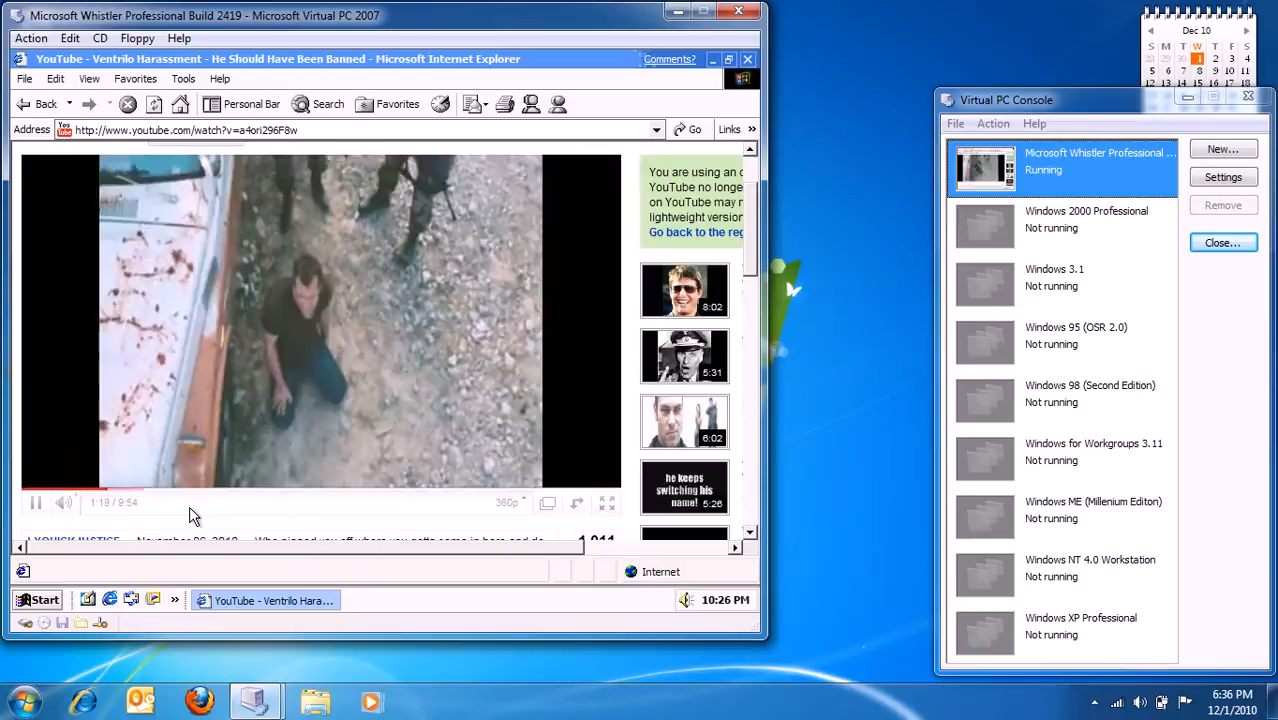 Microsoft Whistler Professional Build 2419 - Microsoft Virtual PC 2007
Action Edit CD Floppy Help
YouTube - Ventrilo Harassment - He Should Have Been Banned - Microsoft Internet Explorer
Comments?
File Edit View Favorites Tools Help
Back Personal Bar Search Favorites
Address http://www.youtube.com/watch?v=a4ori296F8w Go Links »
You are using an o
YouTube no longe
on YouTube may r
lightweight version
Go back to the reg
8:02
5:31
6:02
he keeps
switching his
name!
5:26
1:19 / 9:54
360p
Internet
Start
»
YouTube - Ventrilo Hara...
10:26 PM
Dec 10
S M T W T F S
28 29 30 1 2 3 4
5 6 7 8 9 10 11
Virtual PC Console
File Action Help
Microsoft Whistler Professional ...
Running
Windows 2000 Professional
Not running
Windows 3.1
Not running
Windows 95 (OSR 2.0)
Not running
Windows 98 (Second Edition)
Not running
Windows for Workgroups 3.11
Not running
Windows ME (Millenium Editon)
Not running
Windows NT 4.0 Workstation
Not running
Windows XP Professional
Not running
New...
Settings
Remove
Close...
6:36 PM
12/1/2010